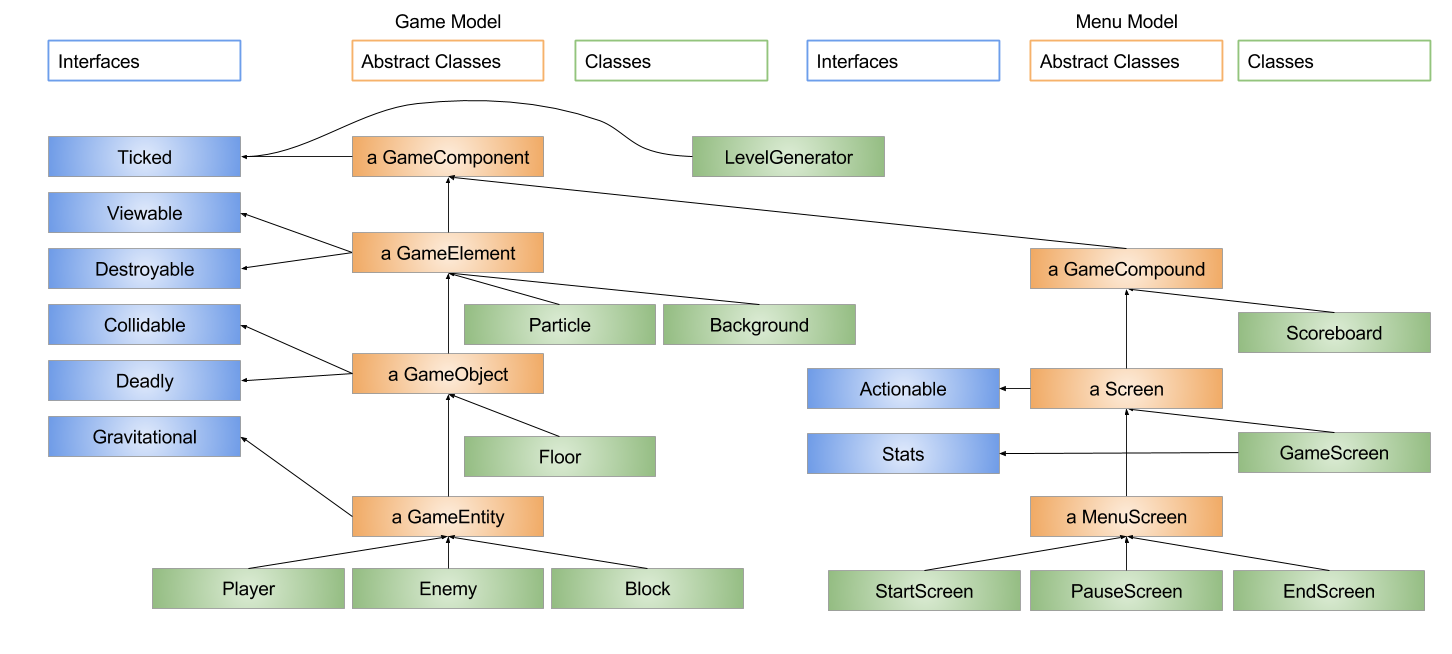 Game Model
Menu Model
Interfaces
Abstract Classes
Classes
Interfaces
Abstract Classes
Classes
Ticked
a GameComponent
LevelGenerator
Viewable
a GameElement
Destroyable
a GameCompound
Collidable
Particle
Background
Scoreboard
Deadly
a GameObject
Actionable
a Screen
Gravitational
Floor
Stats
GameScreen
a GameEntity
a MenuScreen
Player
Enemy
Block
StartScreen
PauseScreen
EndScreen